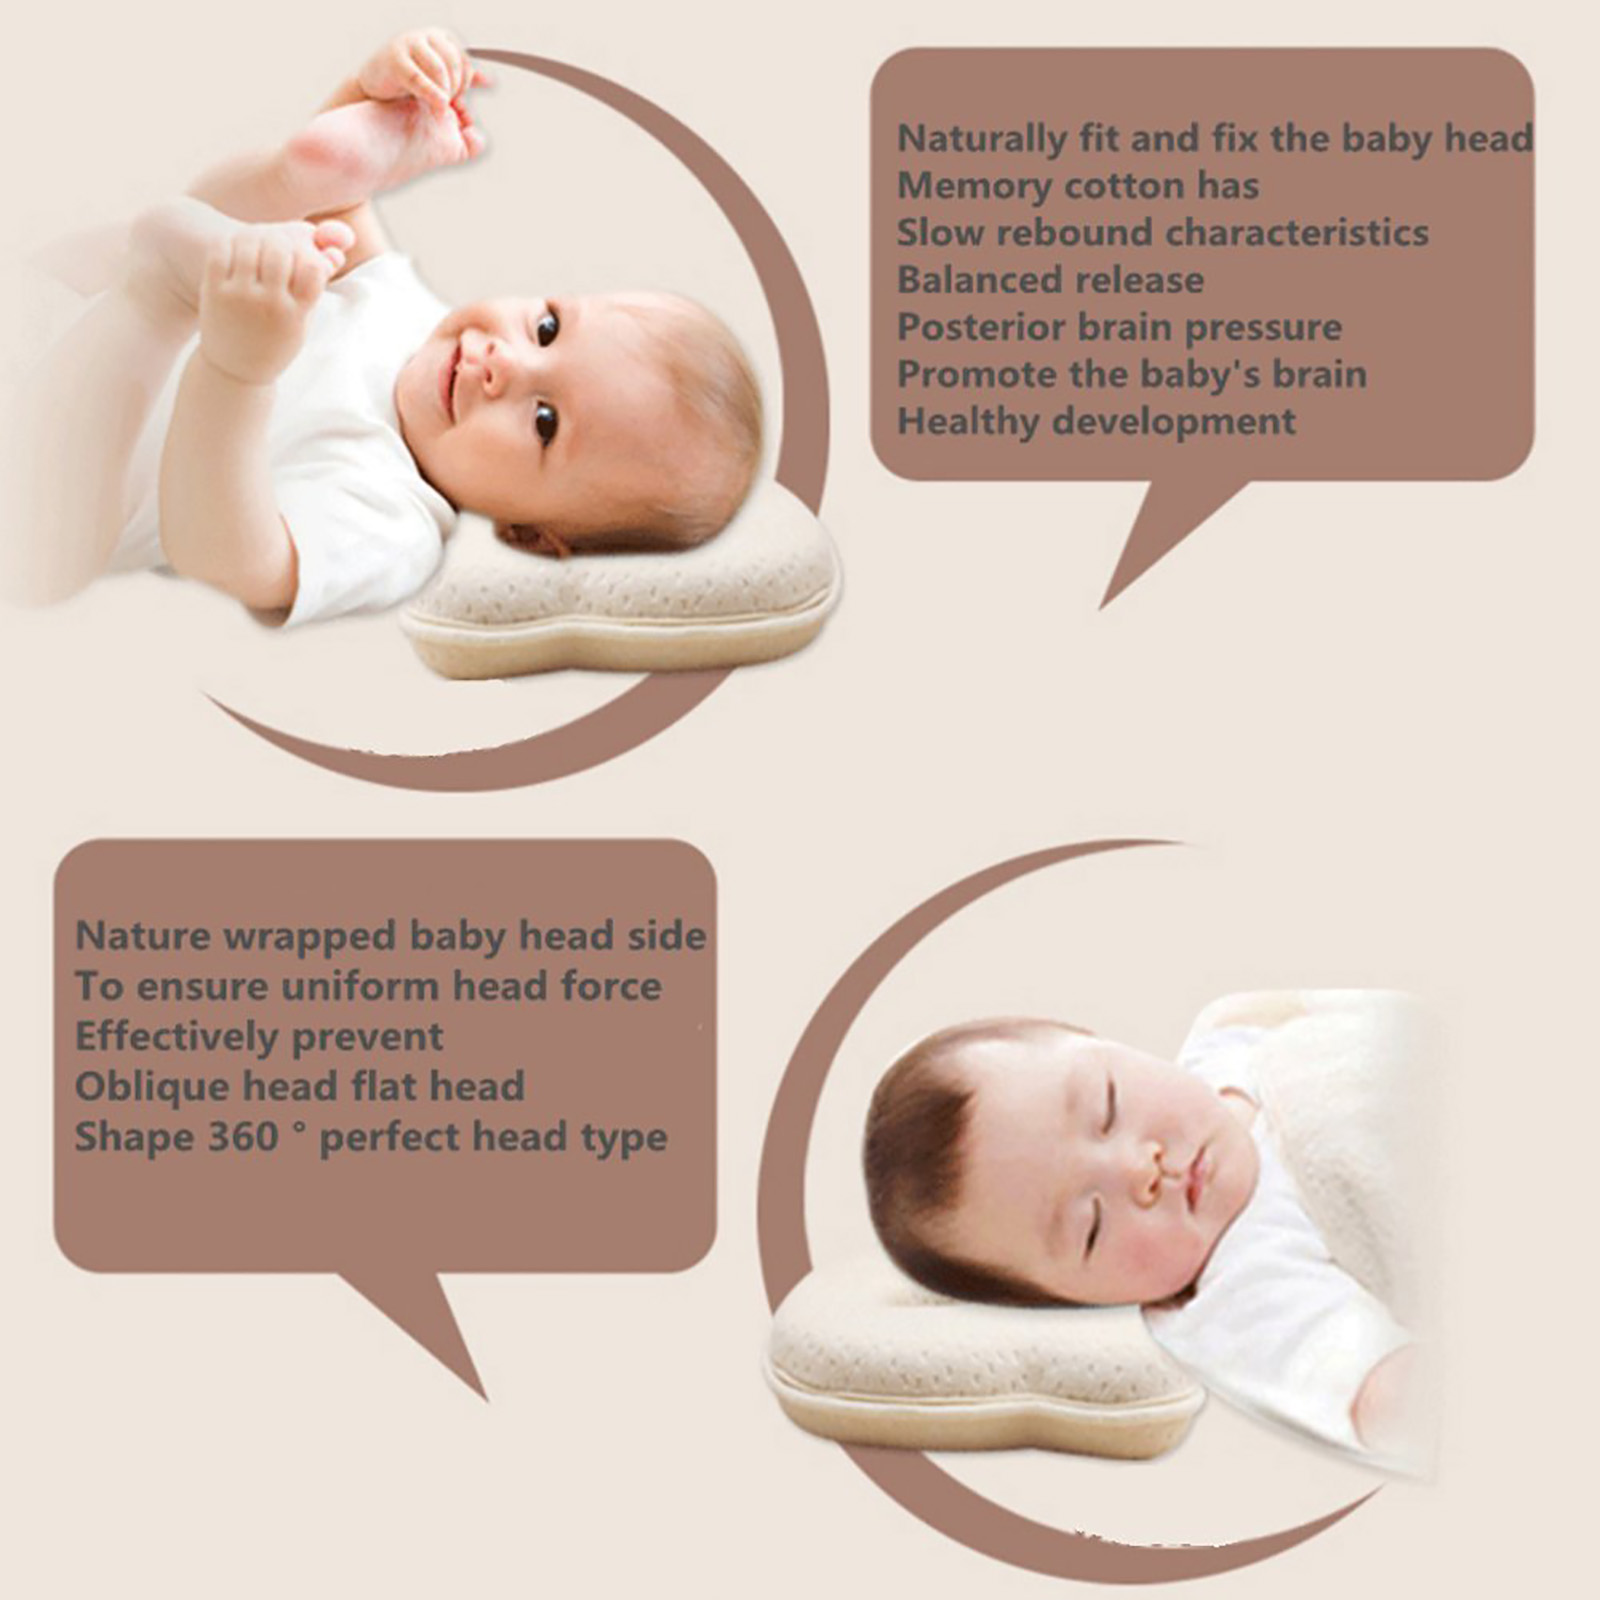 Naturally fit and fix the baby head
Memory cotton has
Slow rebound characteristics
Balanced release
Posterior brain pressure
Promote the baby's brain
Healthy development
Nature wrapped baby head side
To ensure uniform head force
Effectively prevent
Oblique head flat head
Shape 360 ° perfect head type